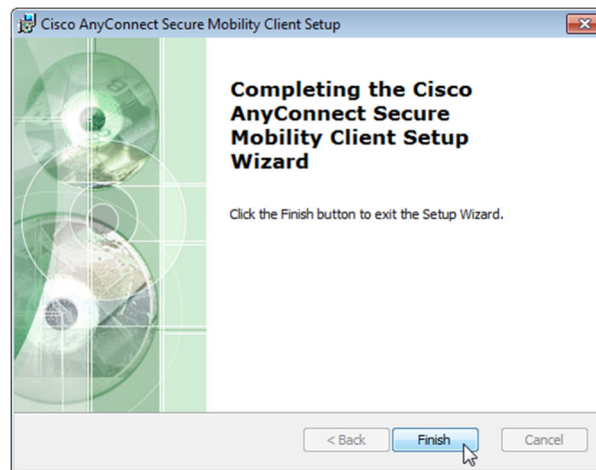 Cisco AnyConnect Secure Mobility Client Setup
Completing the Cisco
AnyConnect Secure
Mobility Client Setup
Wizard
Click the Finish button to exit the Setup Wizard.
< Back
Finish
Cancel